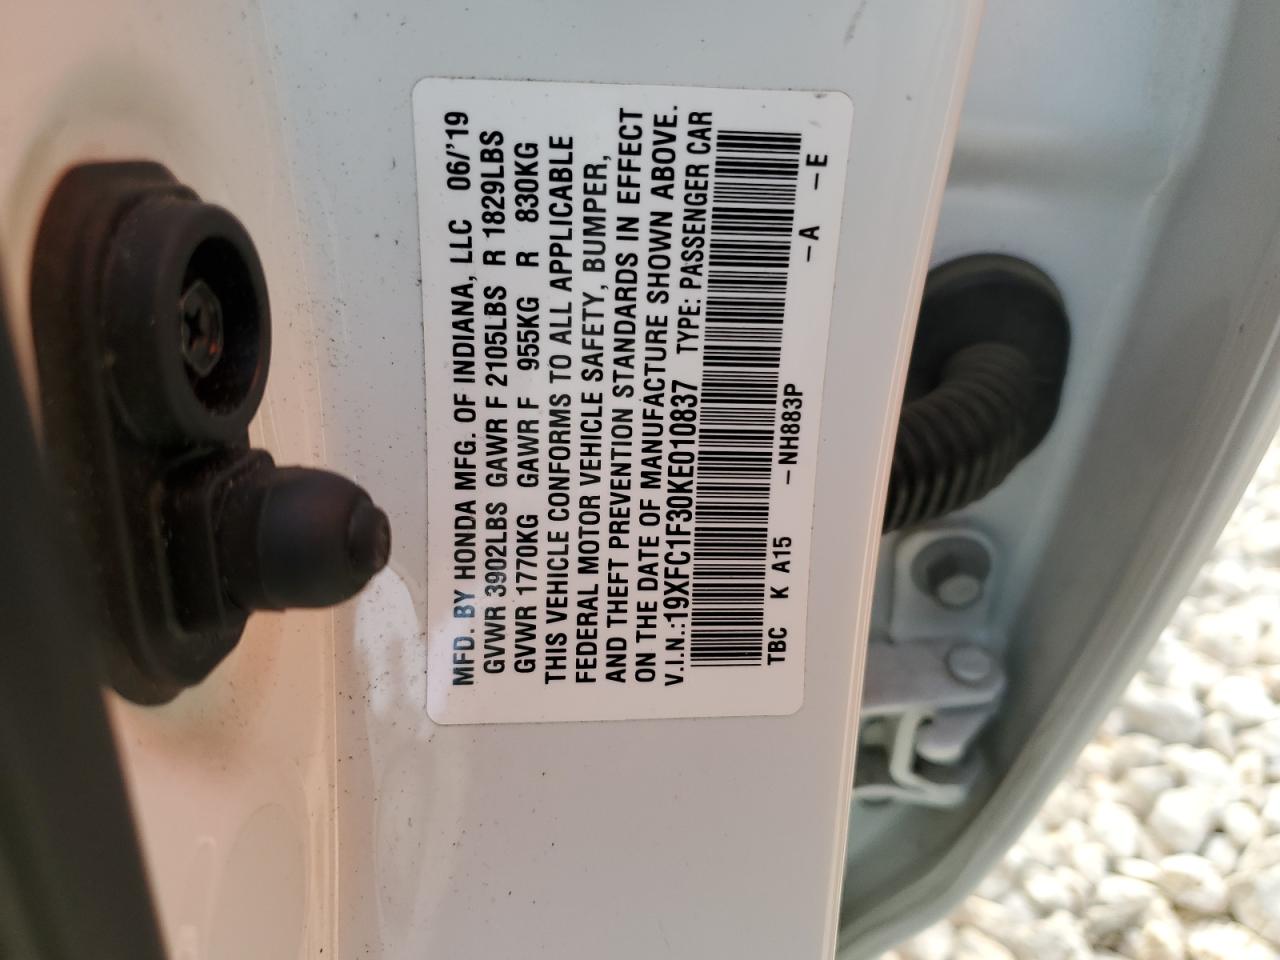 MFD. BY HONDA MFG. OF INDIANA, LLC 06/'19
GVWR 3902LBS GAWR F 2105LBS R 1829LBS
GVWR 1770KG GAWR F 955KG R 830KG
THIS VEHICLE CONFORMS TO ALL APPLICABLE
FEDERAL MOTOR VEHICLE SAFETY, BUMPER,
AND THEFT PREVENTION STANDARDS IN EFFECT
ON THE DATE OF MANUFACTURE SHOWN ABOVE.
V.I.N.:19XFC1F30KE010837 TYPE: PASSENGER CAR
TBC K A15 –NH883P –A –E